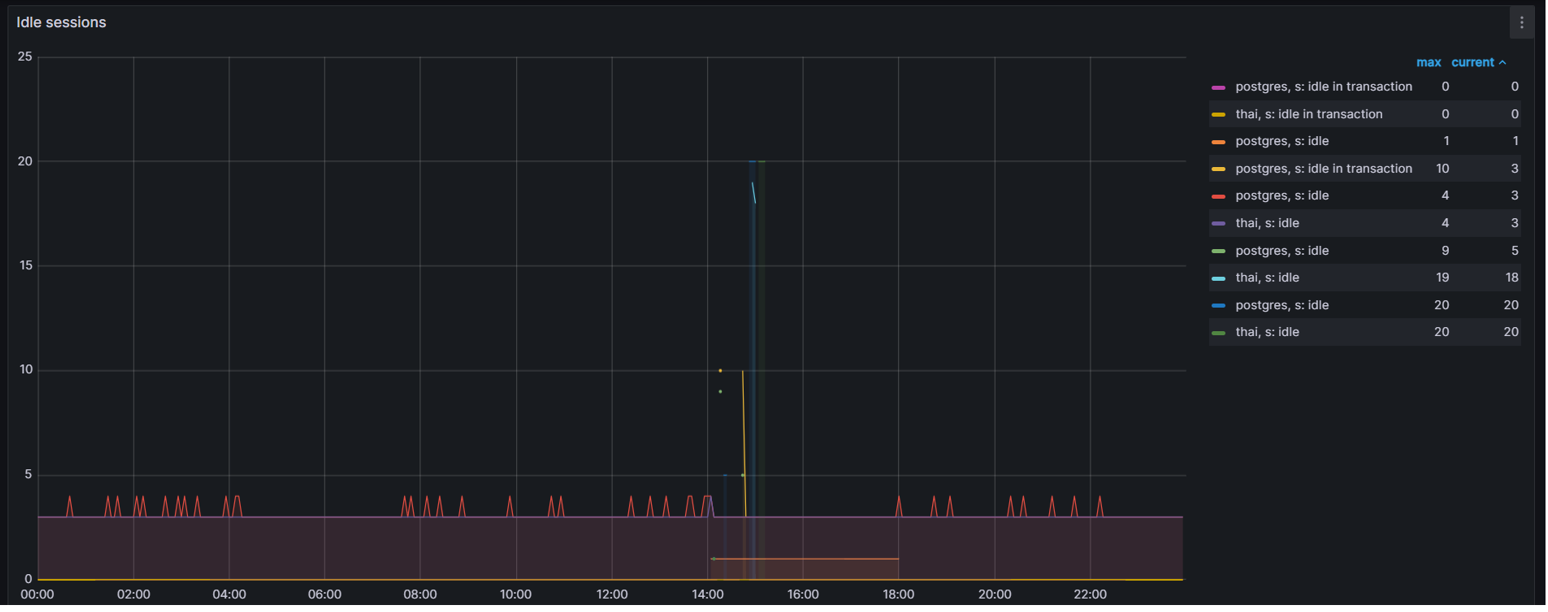 Idle sessions
25
20
15
10
5
0
00:00 02:00 04:00 06:00 08:00 10:00 12:00 14:00 16:00 18:00 20:00 22:00
max current
postgres, s: idle in transaction 0 0
thai, s: idle in transaction 0 0
postgres, s: idle 1 1
postgres, s: idle in transaction 10 3
postgres, s: idle 4 3
thai, s: idle 4 3
postgres, s: idle 9 5
thai, s: idle 19 18
postgres, s: idle 20 20
thai, s: idle 20 20